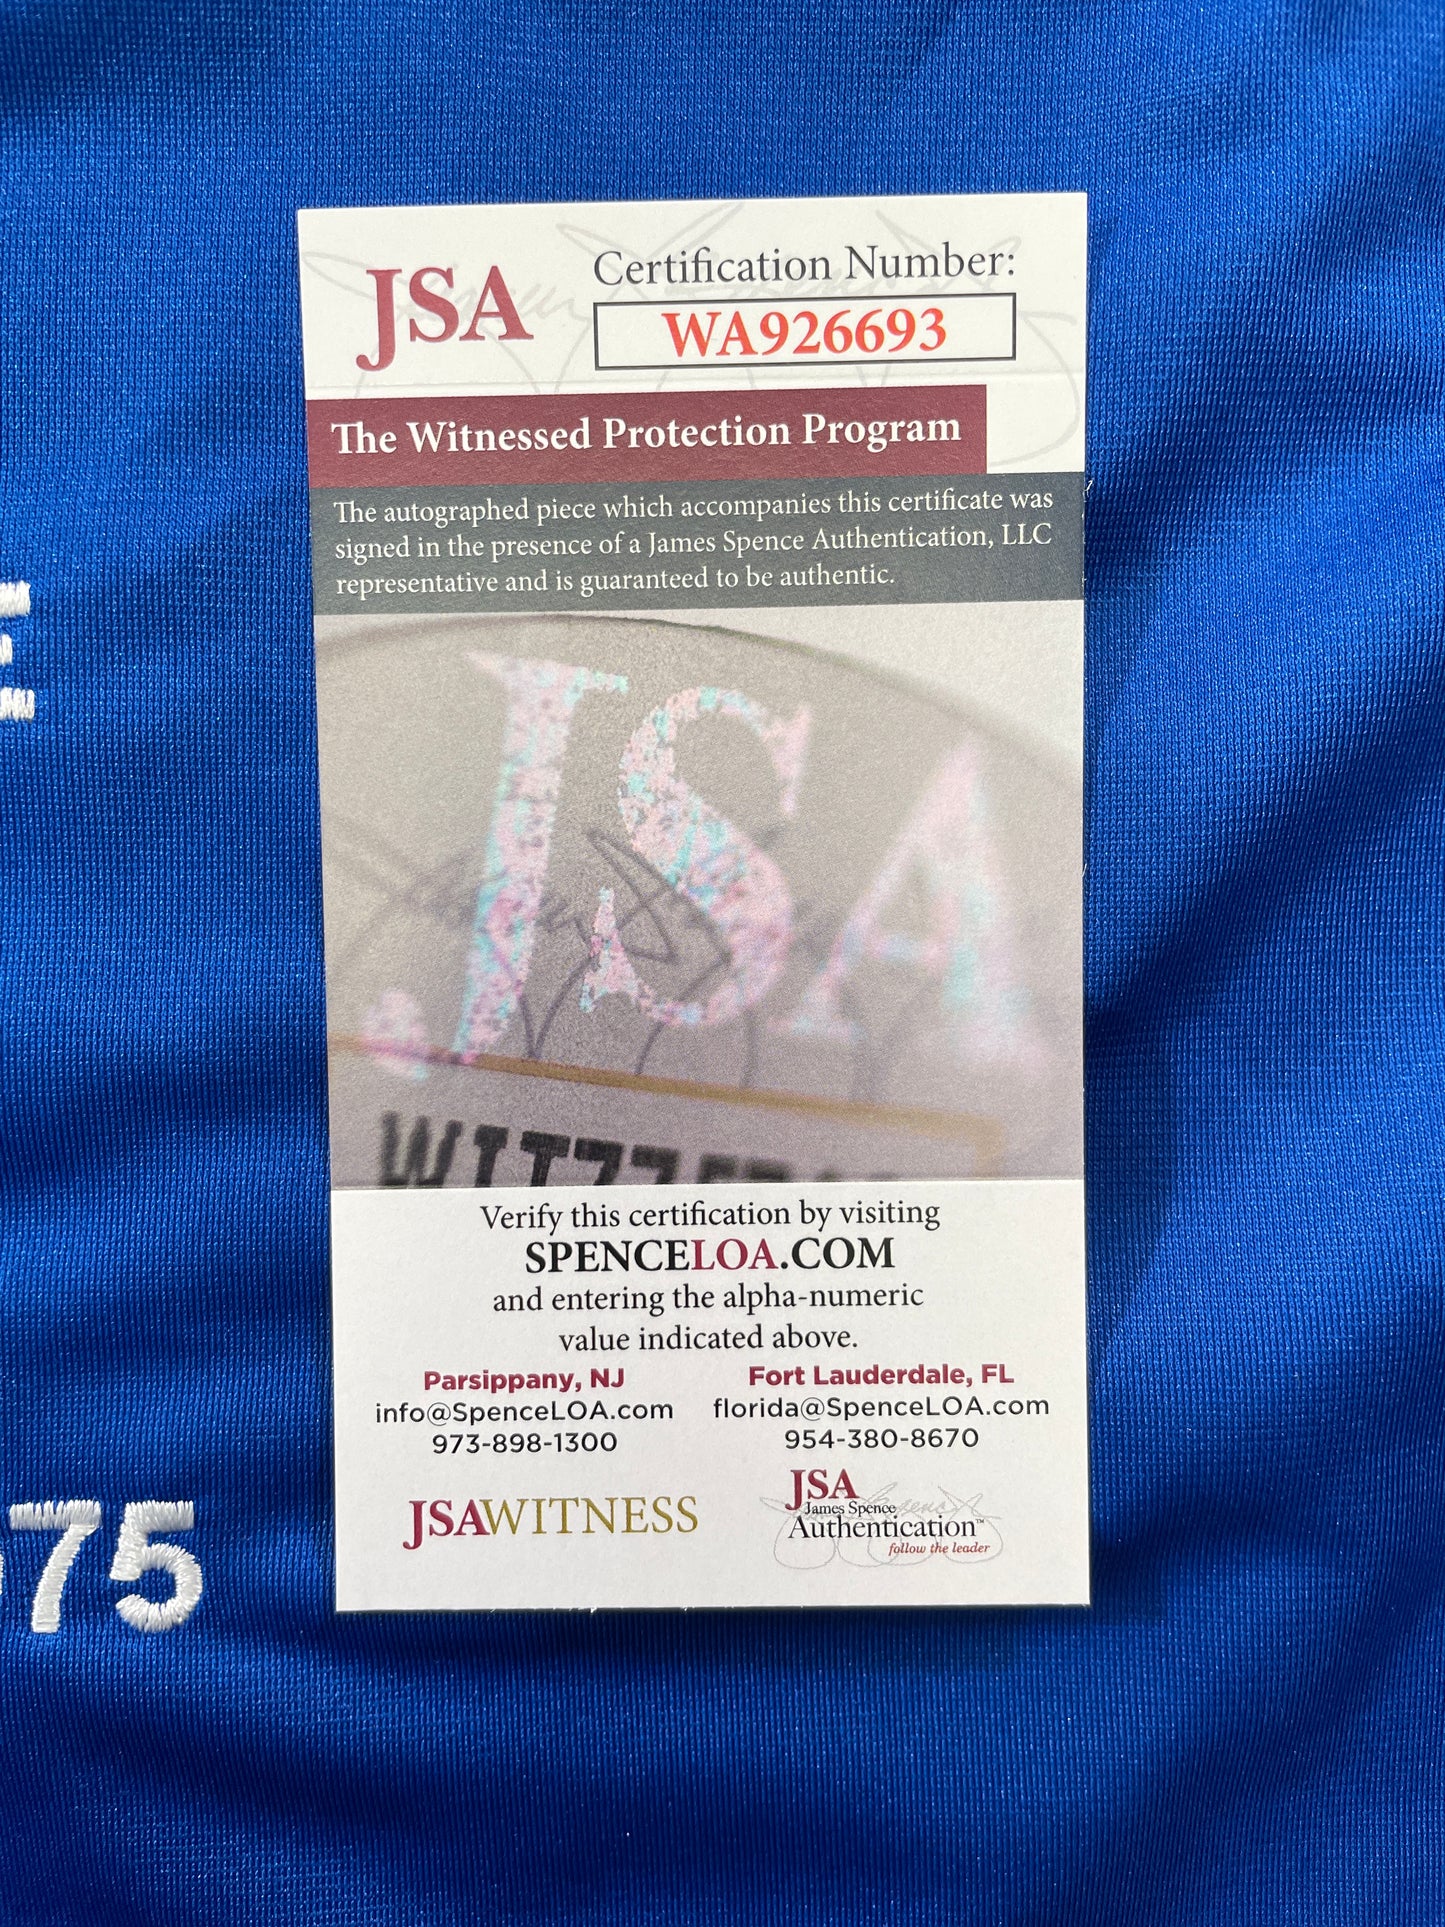 JSA
Certification Number:
WA926693
The Witnessed Protection Program
The autographed piece which accompanies this certificate was
signed in the presence of a James Spence Authentication, LLC
representative and is guaranteed to be authentic.
E
JSA
Verify this certification by visiting
SPENCELOA.COM
and entering the alpha-numeric
value indicated above.
Parsippany, NJ
info@SpenceLOA.com
973-898-1300
Fort Lauderdale, FL
florida@SpenceLOA.com
954-380-8670
JSAWITNESS
JSA
James Spence
Authentication™
follow the leader
75